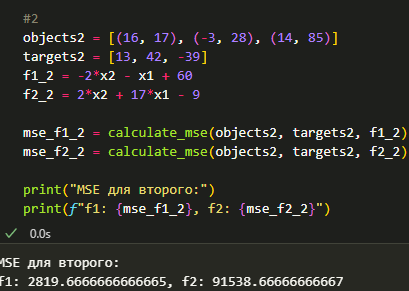 #2
objects2 = [(16, 17), (-3, 28), (14, 85)]
targets2 = [13, 42, -39]
f1_2 = -2*x2 - x1 + 60
f2_2 = 2*x2 + 17*x1 - 9
mse_f1_2 = calculate_mse(objects2, targets2, f1_2)
mse_f2_2 = calculate_mse(objects2, targets2, f2_2)
print("MSE для второго:")
print(f"f1: {mse_f1_2}, f2: {mse_f2_2}")
0.0s
MSE для второго:
f1: 2819.6666666666665, f2: 91538.66666666667